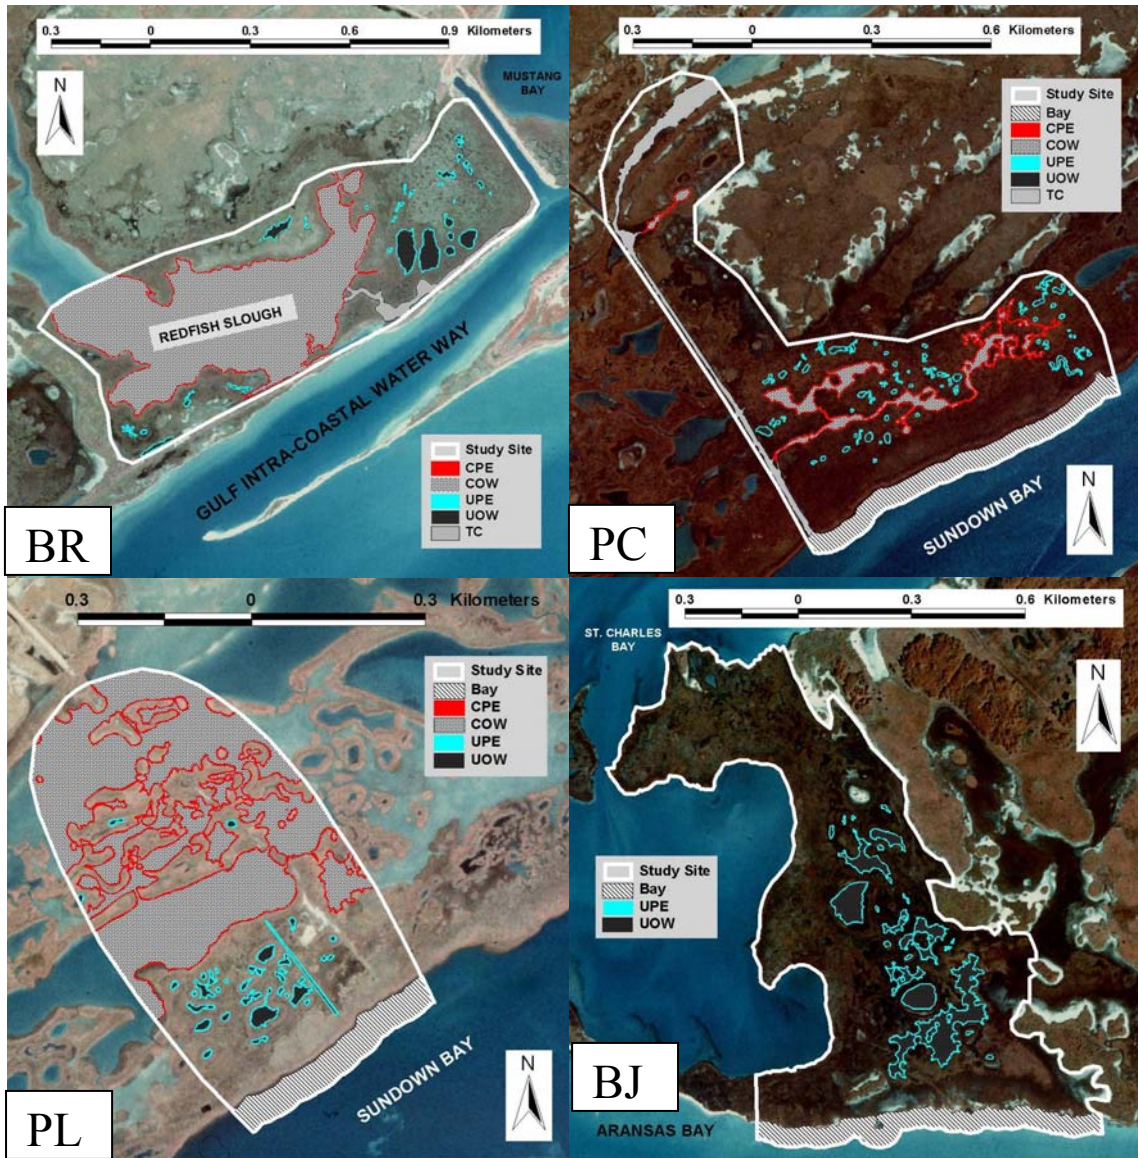 0.3 0 0.3 0.6 0.9 Kilometers
N
MUSTANG
BAY
REDFISH SLOUGH
GULF INTRA-COASTAL WATER WAY
Study Site
CPE
COW
UPE
UOW
TC
BR
0.3 0 0.3 0.6 Kilometers
N
Study Site
Bay
CPE
COW
UPE
UOW
TC
SUNDOWN BAY
PC
0.3 0 0.3 Kilometers
Study Site
Bay
CPE
COW
UPE
UOW
SUNDOWN BAY
N
PL
0.3 0 0.3 0.6 Kilometers
ST. CHARLES
BAY
N
Study Site
Bay
UPE
UOW
BJ
ARANSAS BAY